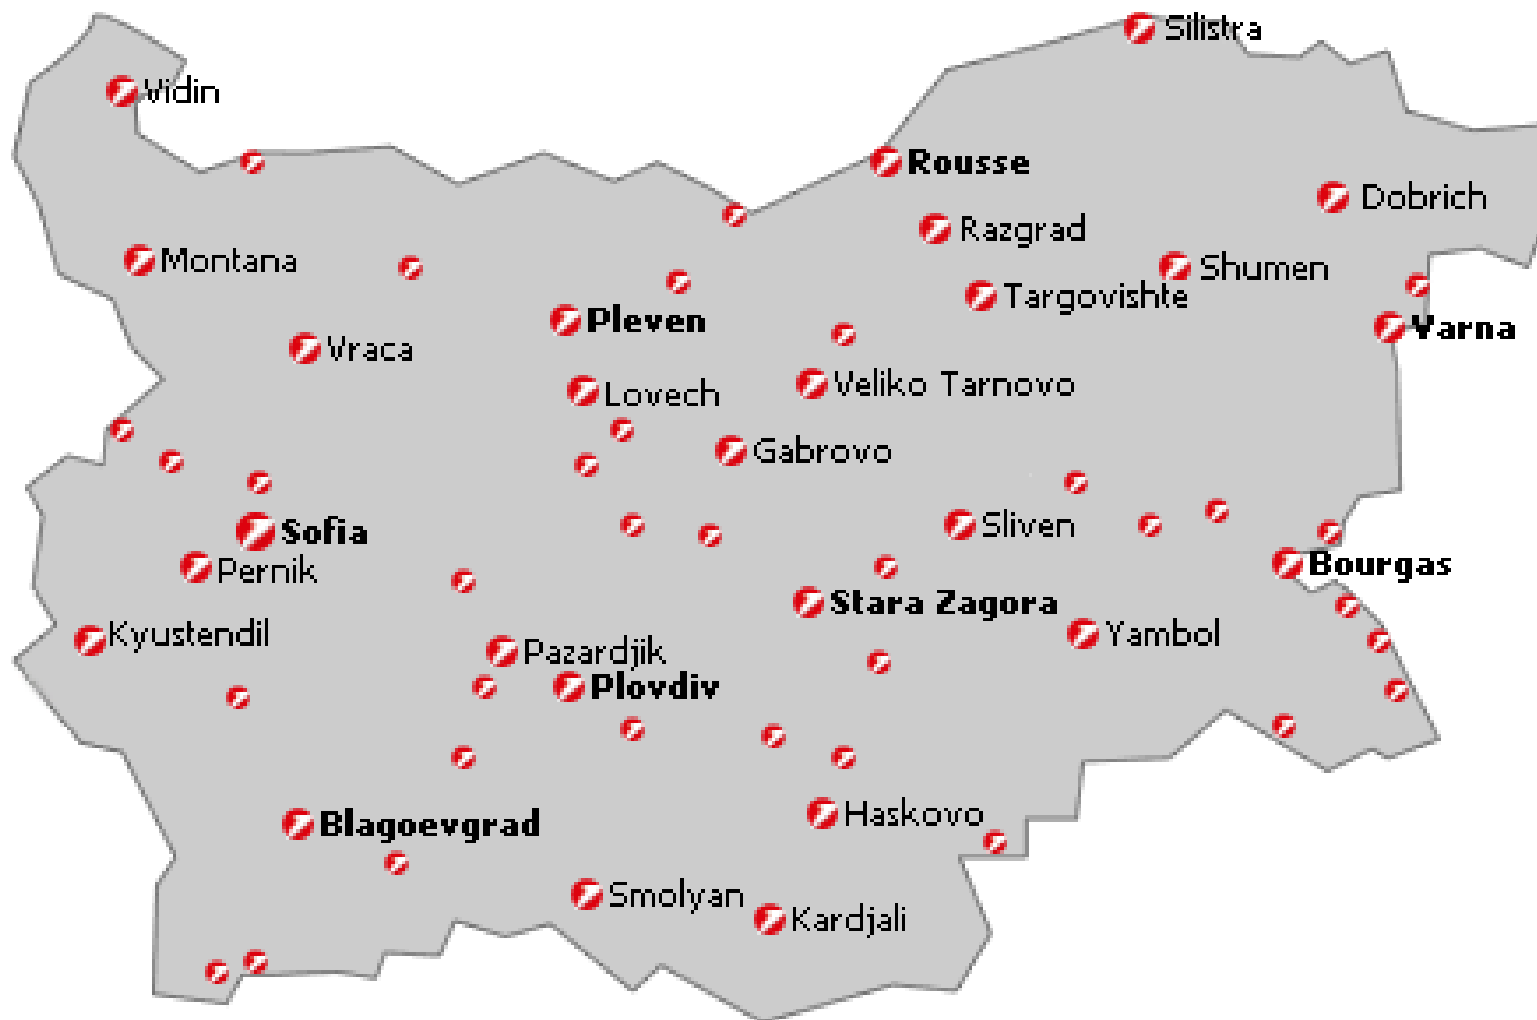 Silistra
Vidin
Rousse
Dobrich
Razgrad
Montana
Shumen
Targovishte
Pleven
Varna
Vraca
Veliko Tarnovo
Lovech
Gabrovo
Sliven
Sofia
Bourgas
Pernik
Stara Zagora
Kyustendil
Yambol
Pazardjik
Plovdiv
Haskovo
Blagoevgrad
Smolyan
Kardjali